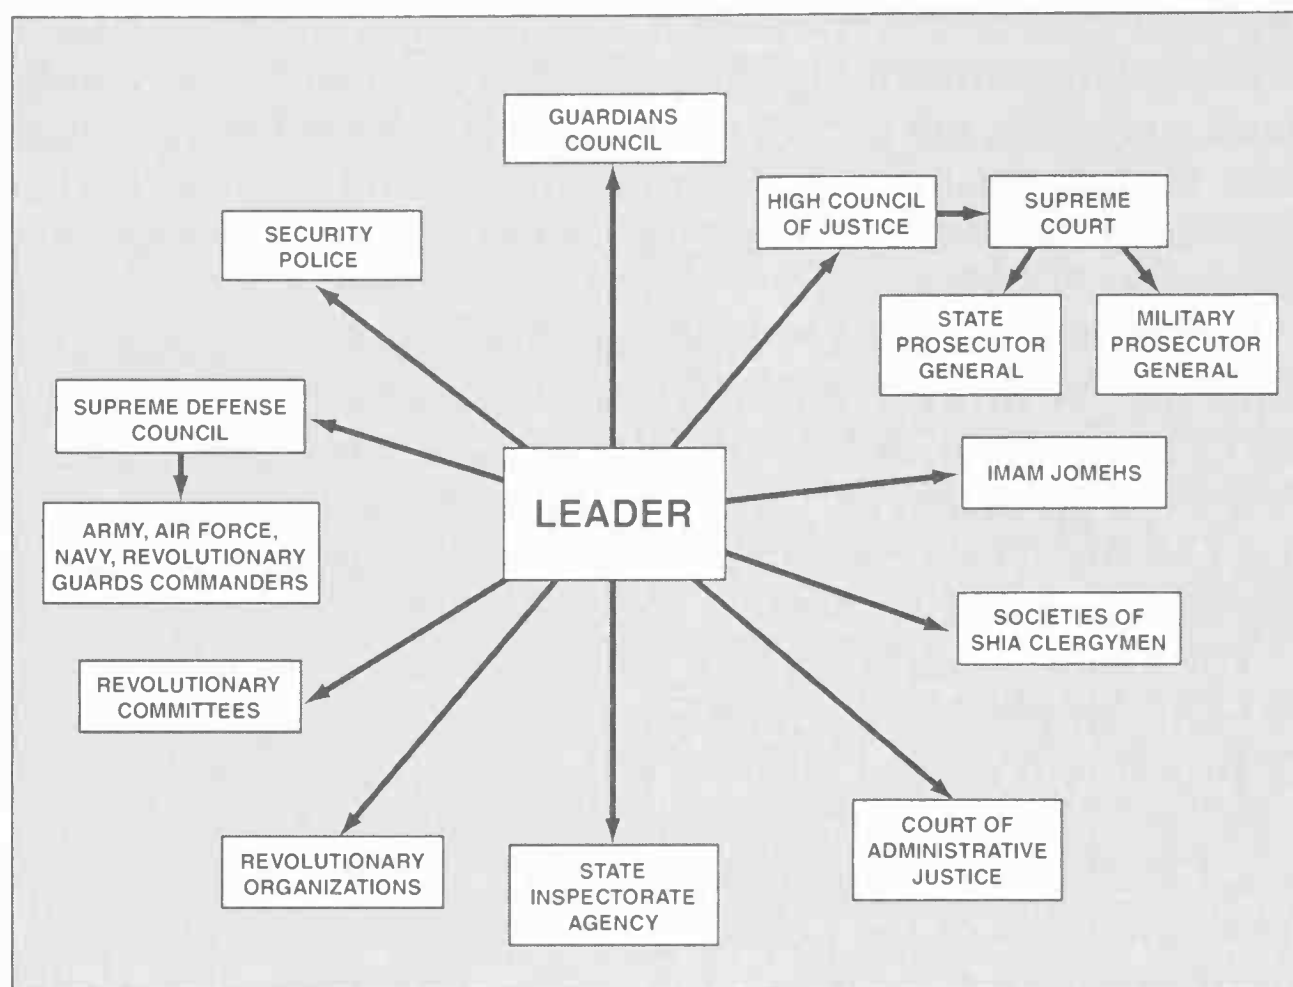 GUARDIANS
COUNCIL
HIGH COUNCIL
OF JUSTICE
SUPREME
COURT
SECURITY
POLICE
STATE
PROSECUTOR
GENERAL
MILITARY
PROSECUTOR
GENERAL
SUPREME DEFENSE
COUNCIL
LEADER
IMAM JOMEHS
ARMY, AIR FORCE,
NAVY, REVOLUTIONARY
GUARDS COMMANDERS
SOCIETIES OF
SHIA CLERGYMEN
REVOLUTIONARY
COMMITTEES
COURT OF
ADMINISTRATIVE
JUSTICE
REVOLUTIONARY
ORGANIZATIONS
STATE
INSPECTORATE
AGENCY